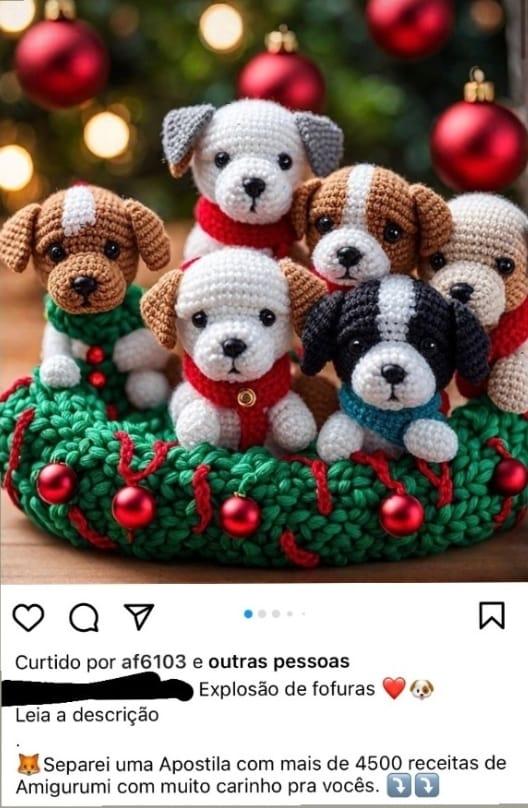 Curtido por af6103 e outras pessoas
Explosão de fofuras ❤️🐶
Leia a descrição
.
🦊Separei uma Apostila com mais de 4500 receitas de
Amigurumi com muito carinho pra vocês. ⤵️⤵️